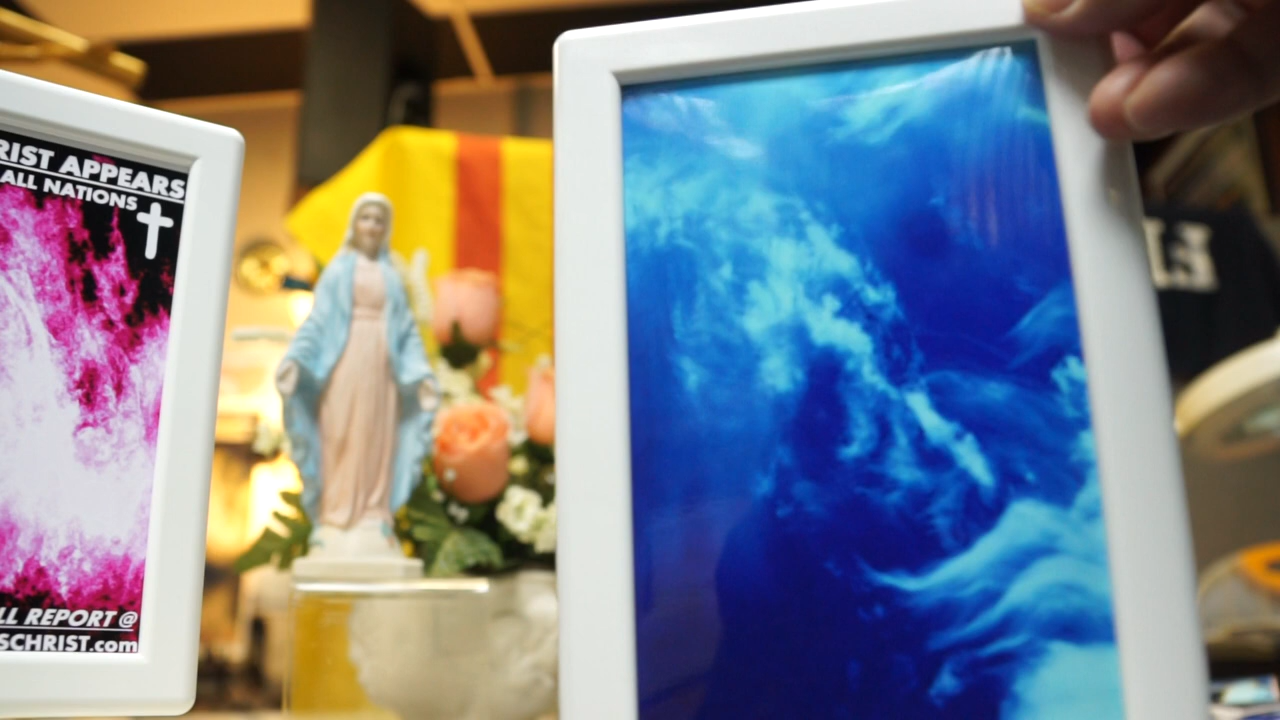 RIST APPEARS
ALL NATIONS
LL REPORT @
SCHRIST.com